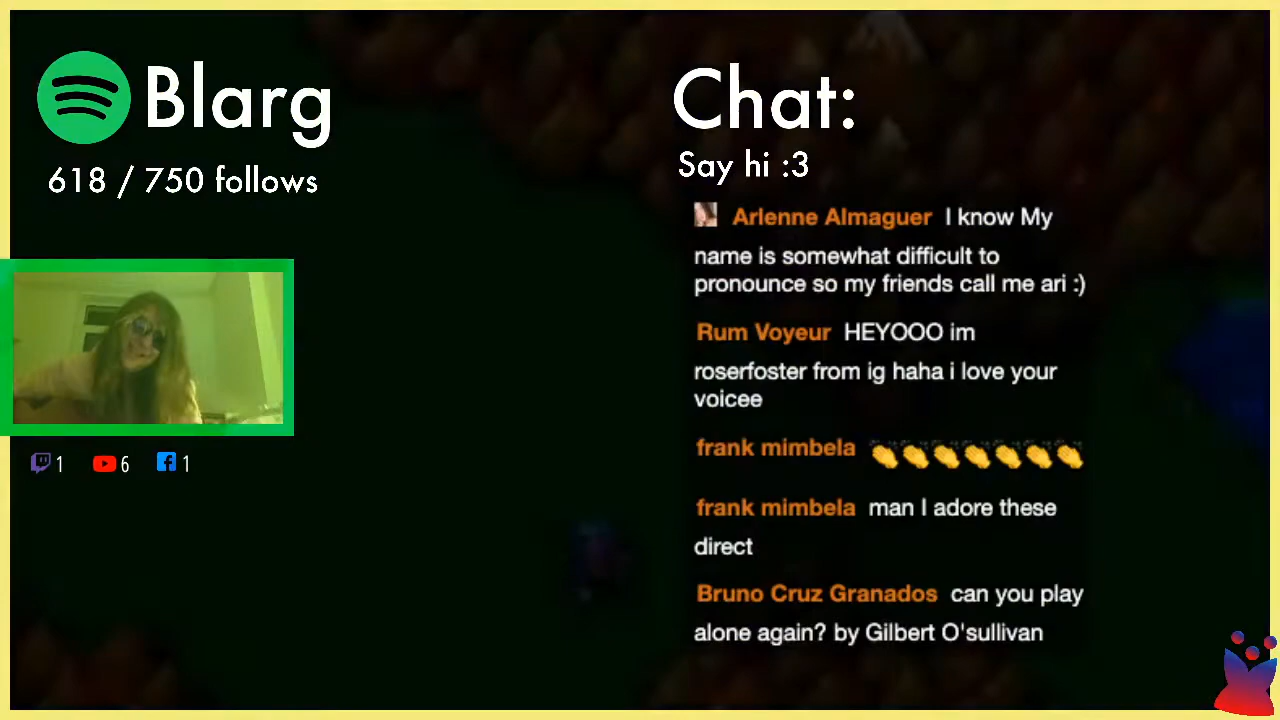 Blarg
618 / 750 follows
1
6
1
Chat:
Say hi :3
Arlenne Almaguer I know My
name is somewhat difficult to
pronounce so my friends call me ari :)
Rum Voyeur HEYOOO im
roserfoster from ig haha i love your
voicee
frank mimbela 👏👏👏👏👏👏👏
frank mimbela man I adore these
direct
Bruno Cruz Granados can you play
alone again? by Gilbert O'sullivan